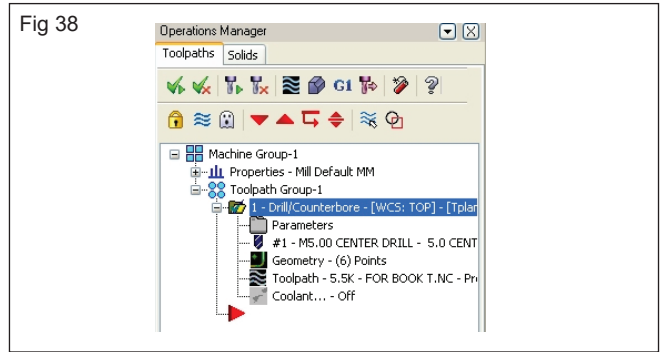 Fig 38
Operations Manager
Toolpaths Solids
G1
Machine Group-1
Properties - Mill Default MM
Toolpath Group-1
1 - Drill/Counterbore - [WCS: TOP] - [Tplan
Parameters
#1 - M5.00 CENTER DRILL - 5.0 CENT
Geometry - (6) Points
Toolpath - 5.5K - FOR BOOK T.NC - Pr
Coolant... - Off